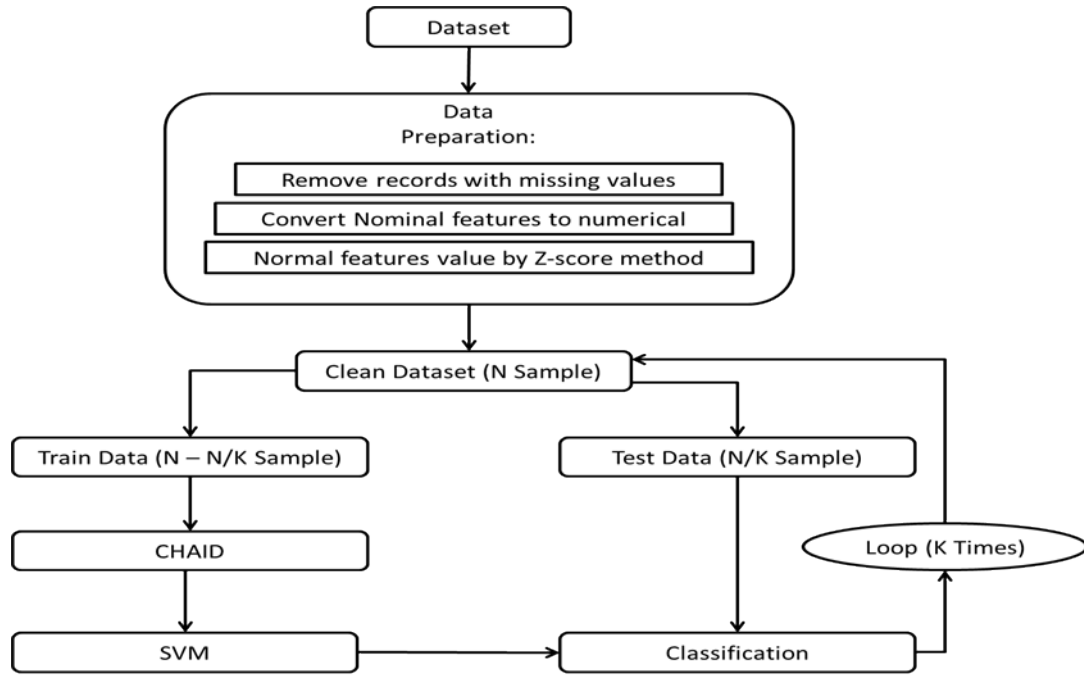 Dataset
Data
Preparation:
Remove records with missing values
Convert Nominal features to numerical
Normal features value by Z-score method
Clean Dataset (N Sample)
Train Data (N – N/K Sample)
Test Data (N/K Sample)
CHAID
Loop (K Times)
SVM
Classification